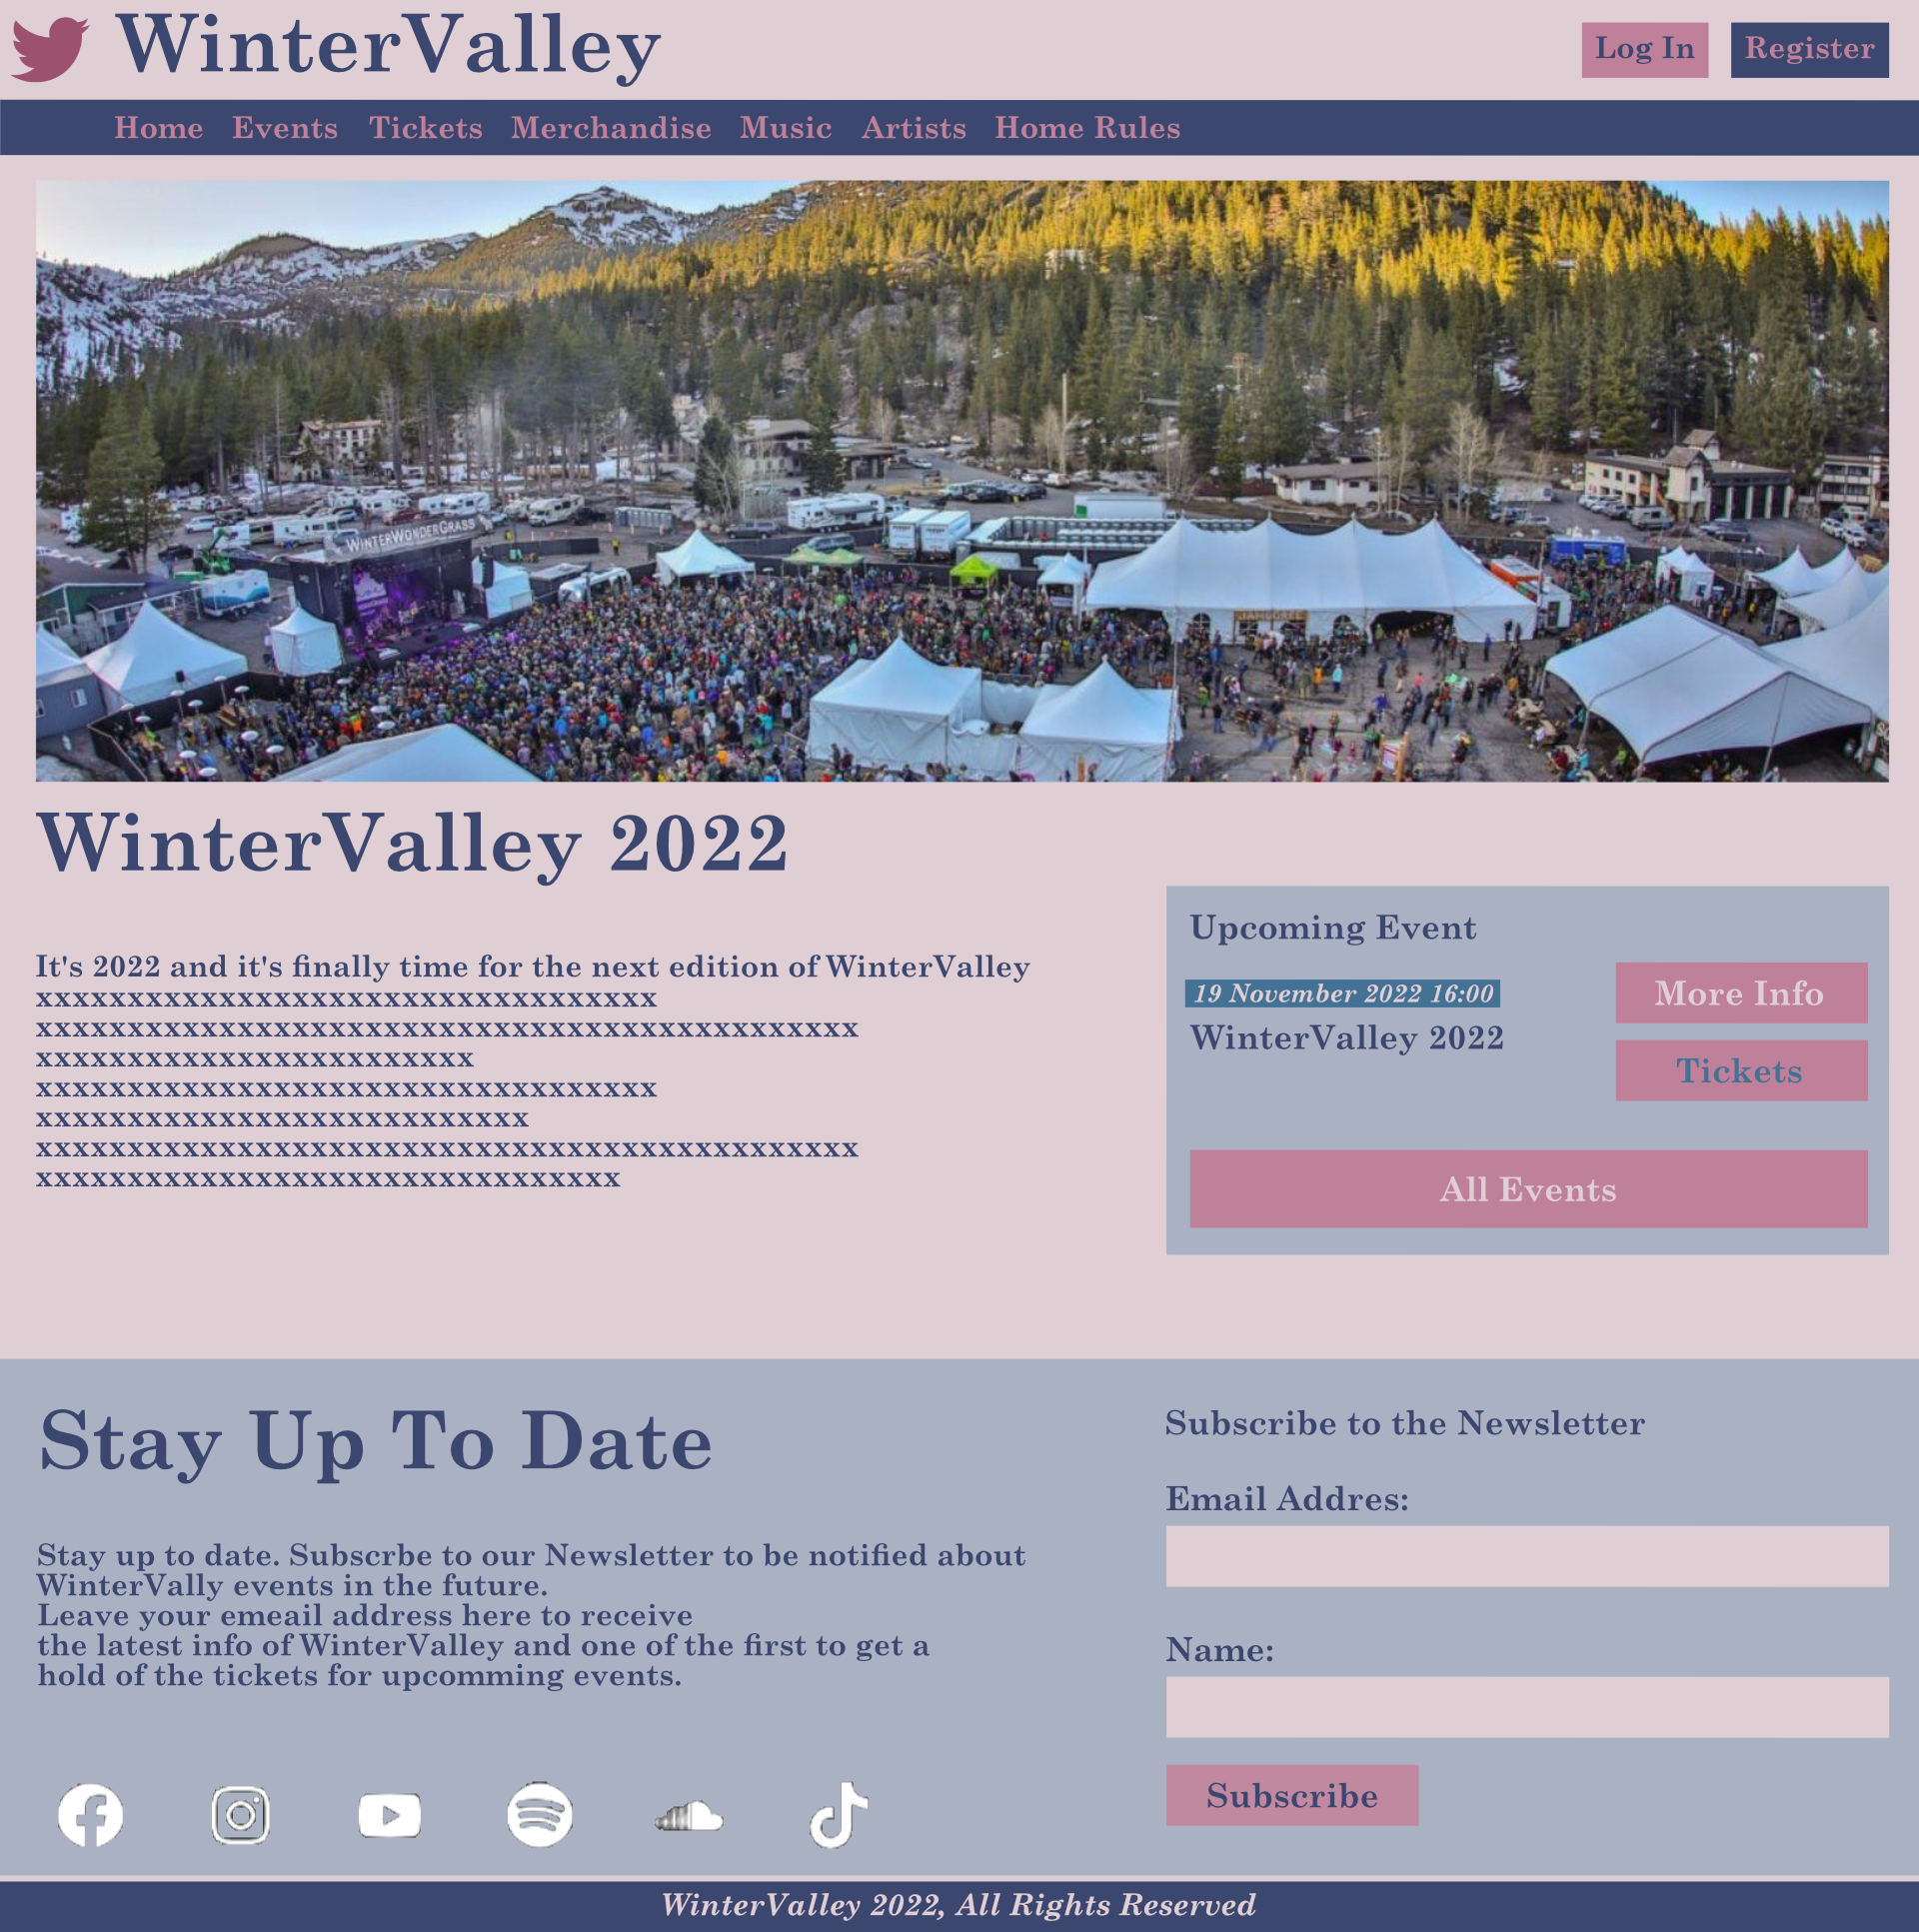 WinterValley
Log In
Register
Home Events Tickets Merchandise Music Artists Home Rules
WINTERWONDERGRASS
JAMBOREE
WinterValley 2022
It's 2022 and it's finally time for the next edition of WinterValley
xxxxxxxxxxxxxxxxxxxxxxxxxxxxxxxxxx
xxxxxxxxxxxxxxxxxxxxxxxxxxxxxxxxxxxxxxxxxxxxx
xxxxxxxxxxxxxxxxxxxxxxxx
xxxxxxxxxxxxxxxxxxxxxxxxxxxxxxxxxx
xxxxxxxxxxxxxxxxxxxxxxxxxxx
xxxxxxxxxxxxxxxxxxxxxxxxxxxxxxxxxxxxxxxxxxxxx
xxxxxxxxxxxxxxxxxxxxxxxxxxxxxxxx
Upcoming Event
19 November 2022 16:00
WinterValley 2022
More Info
Tickets
All Events
Stay Up To Date
Stay up to date. Subscrbe to our Newsletter to be notified about
WinterVally events in the future.
Leave your emeail address here to receive
the latest info of WinterValley and one of the first to get a
hold of the tickets for upcomming events.
Subscribe to the Newsletter
Email Addres:
Name:
Subscribe
WinterValley 2022, All Rights Reserved